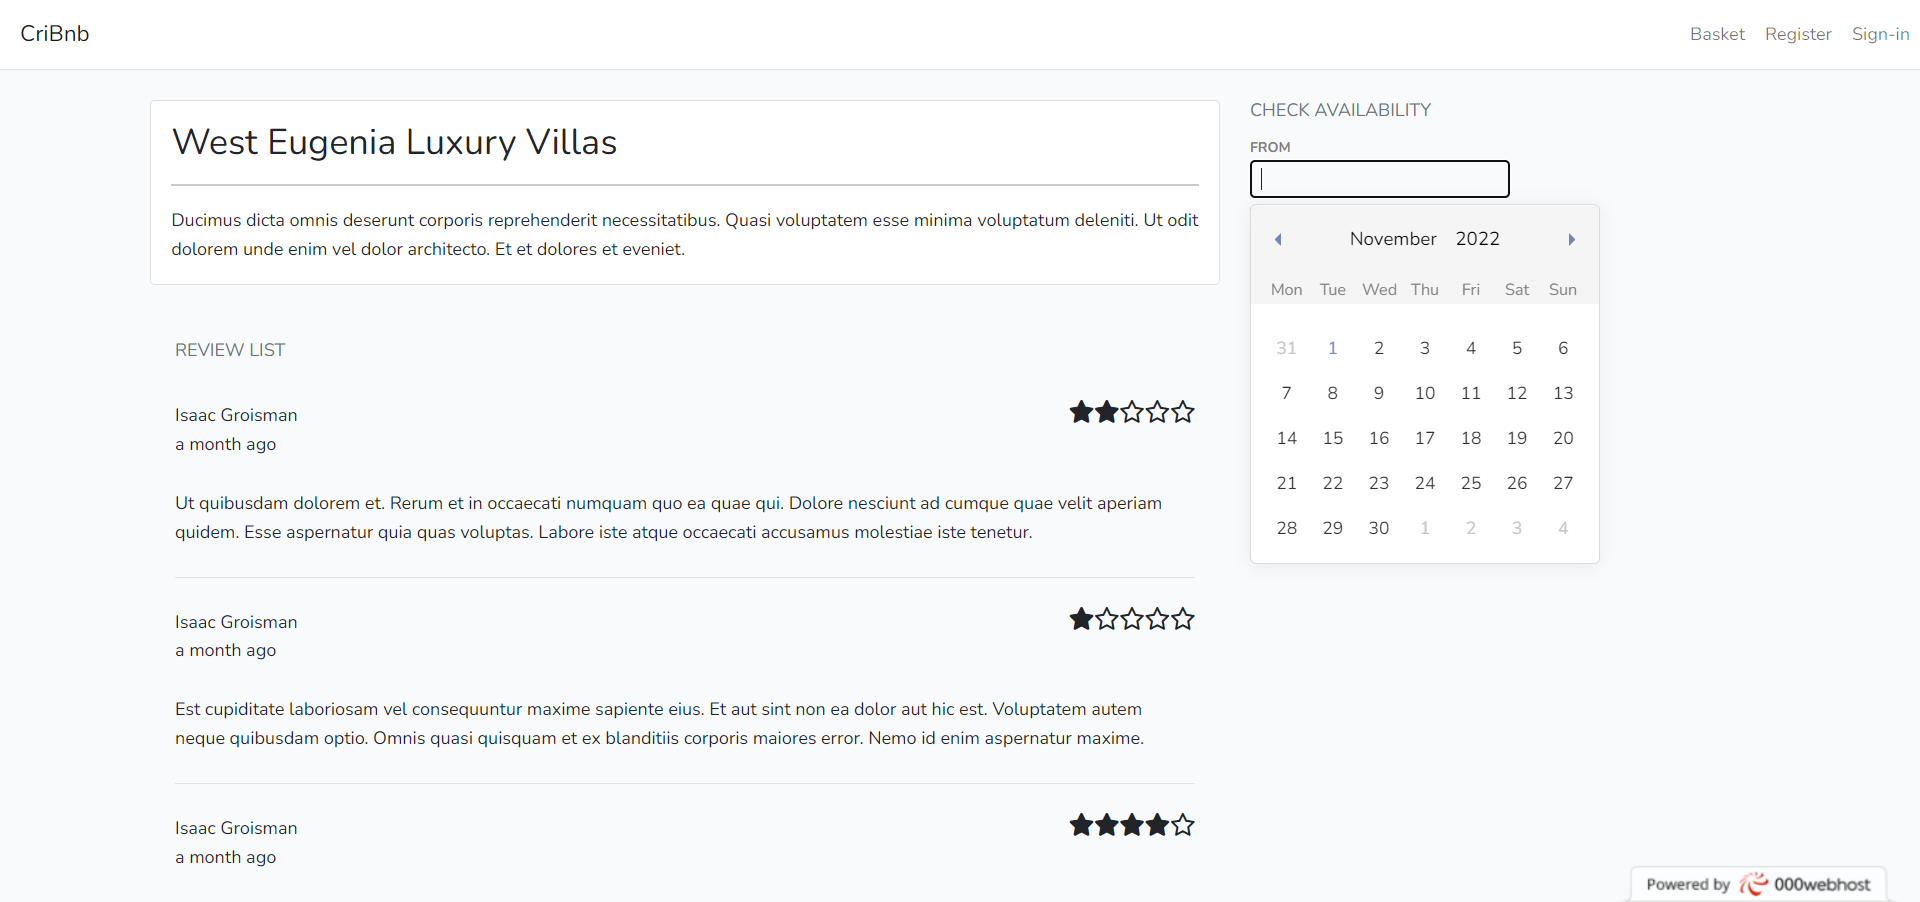 CriBnb
Basket Register Sign-in
West Eugenia Luxury Villas
Ducimus dicta omnis deserunt corporis reprehenderit necessitatibus. Quasi voluptatem esse minima voluptatum deleniti. Ut odit
dolorem unde enim vel dolor architecto. Et et dolores et eveniet.
REVIEW LIST
Isaac Groisman
a month ago
Ut quibusdam dolorem et. Rerum et in occaecati numquam quo ea quae qui. Dolore nesciunt ad cumque quae velit aperiam
quidem. Esse aspernatur quia quas voluptas. Labore iste atque occaecati accusamus molestiae iste tenetur.
Isaac Groisman
a month ago
Est cupiditate laboriosam vel consequuntur maxime sapiente eius. Et aut sint non ea dolor aut hic est. Voluptatem autem
neque quibusdam optio. Omnis quasi quisquam et ex blanditiis corporis maiores error. Nemo id enim aspernatur maxime.
Isaac Groisman
a month ago
CHECK AVAILABILITY
FROM
November 2022
Mon Tue Wed Thu Fri Sat Sun
31 1 2 3 4 5 6
7 8 9 10 11 12 13
14 15 16 17 18 19 20
21 22 23 24 25 26 27
28 29 30 1 2 3 4
Powered by 000webhost